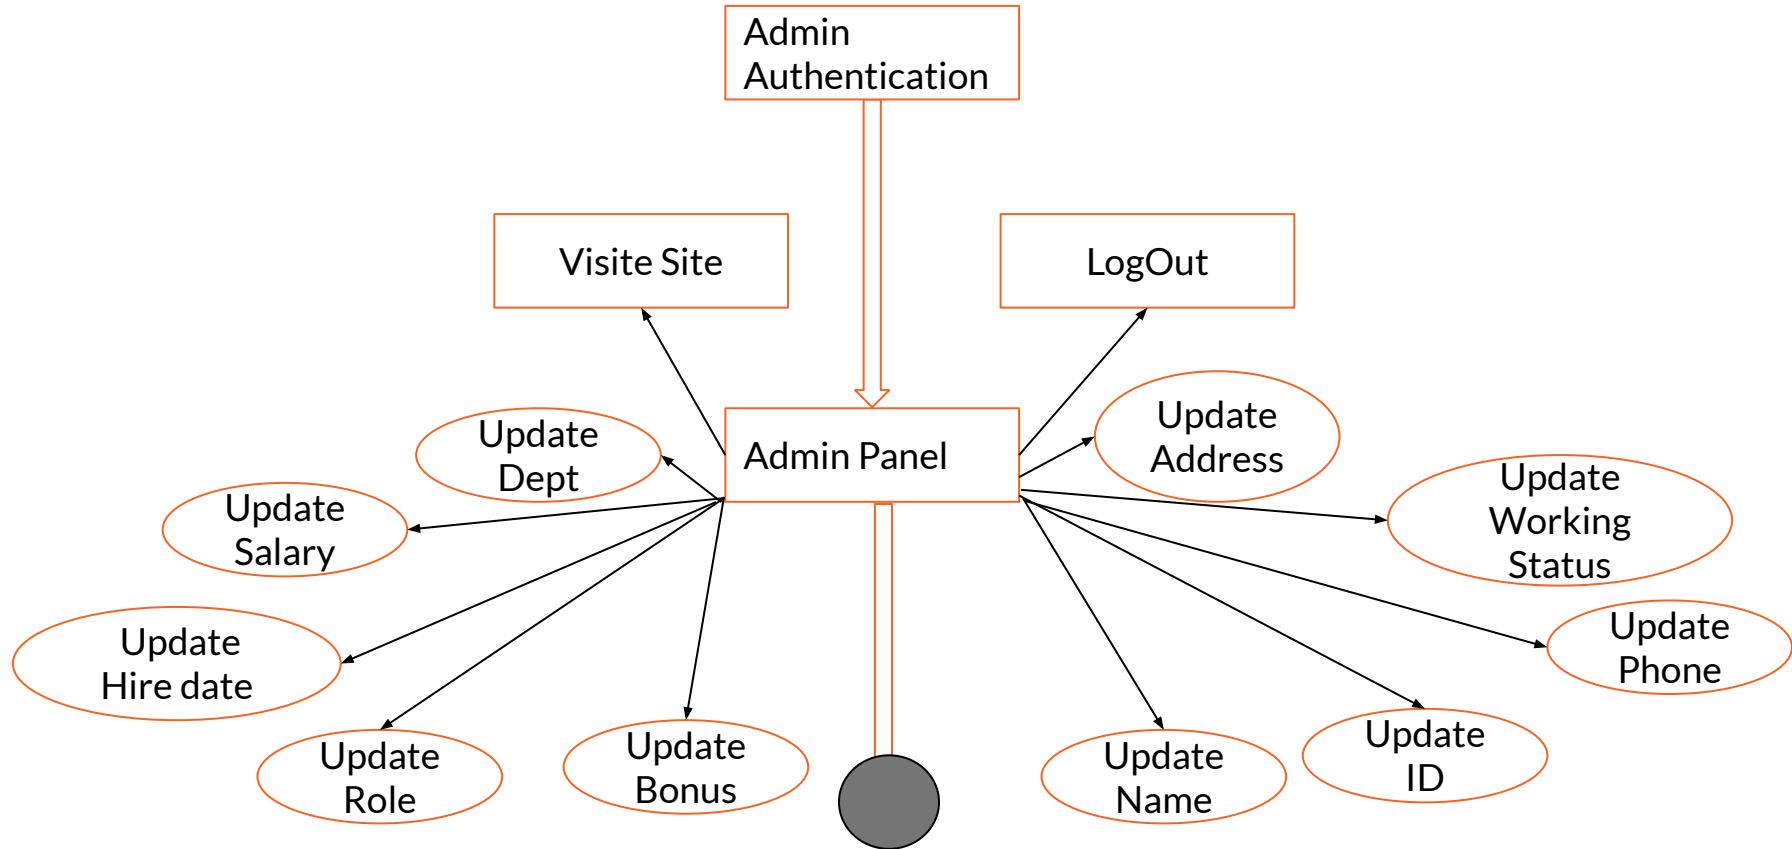 Admin
Authentication
Visite Site
LogOut
Admin Panel
Update
Dept
Update
Address
Update
Salary
Update
Working
Status
Update
Hire date
Update
Phone
Update
Role
Update
Bonus
Update
Name
Update
ID